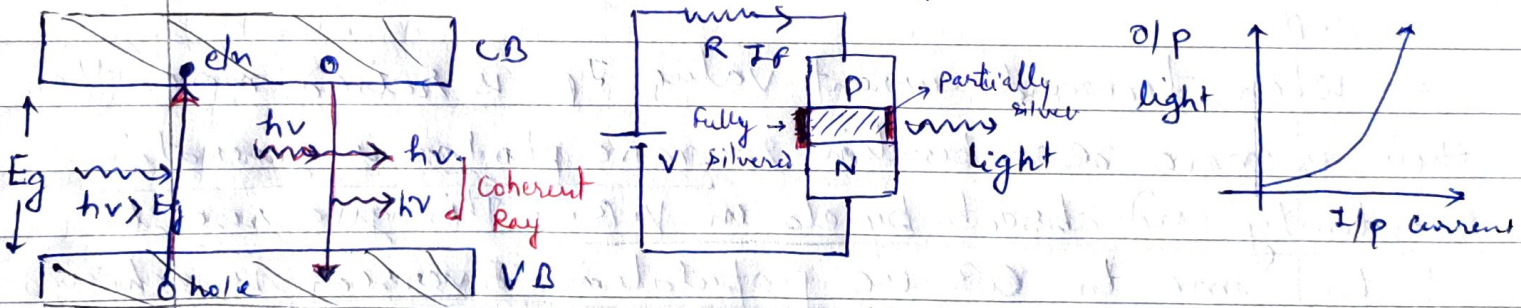 e/n
CB
hν
hν
Eg
hν > Eg
hν
Coherent
Ray
hole
VB
R If
P
Fully
silvered
V
N
partially
silver
light
O/p
light
I/p current